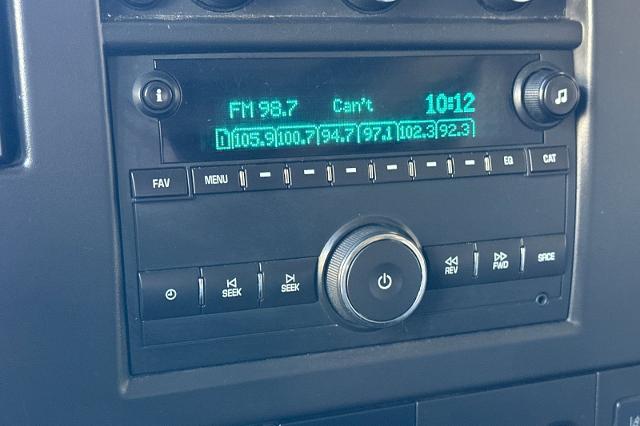 i
FM 98.7 Can't 10:12
1 105.9 100.7 94.7 97.1 102.3 92.3
FAV MENU EQ CAT
SEEK SEEK REV FWD SRCE